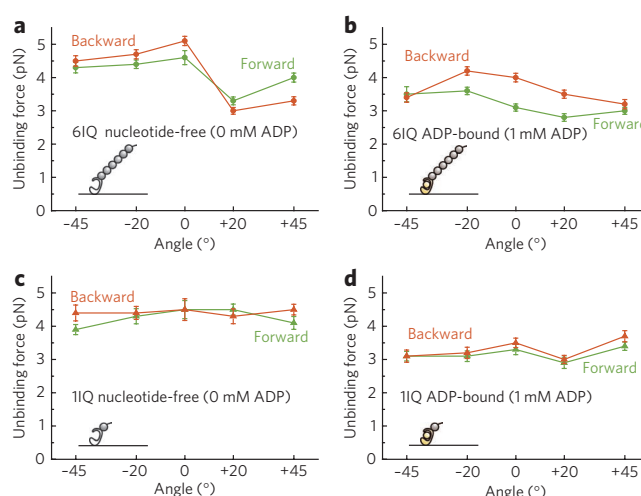 a
Unbinding force (pN)
5
4
3
2
1
0
Backward
Forward
6IQ nucleotide-free (0 mM ADP)
−45
−20
0
+20
+45
Angle (°)
b
Unbinding force (pN)
5
4
3
2
1
0
Backward
Forward
6IQ ADP-bound (1 mM ADP)
−45
−20
0
+20
+45
Angle (°)
c
Unbinding force (pN)
5
4
3
2
1
0
Backward
Forward
1IQ nucleotide-free (0 mM ADP)
−45
−20
0
+20
+45
Angle (°)
d
Unbinding force (pN)
5
4
3
2
1
0
Backward
Forward
1IQ ADP-bound (1 mM ADP)
−45
−20
0
+20
+45
Angle (°)